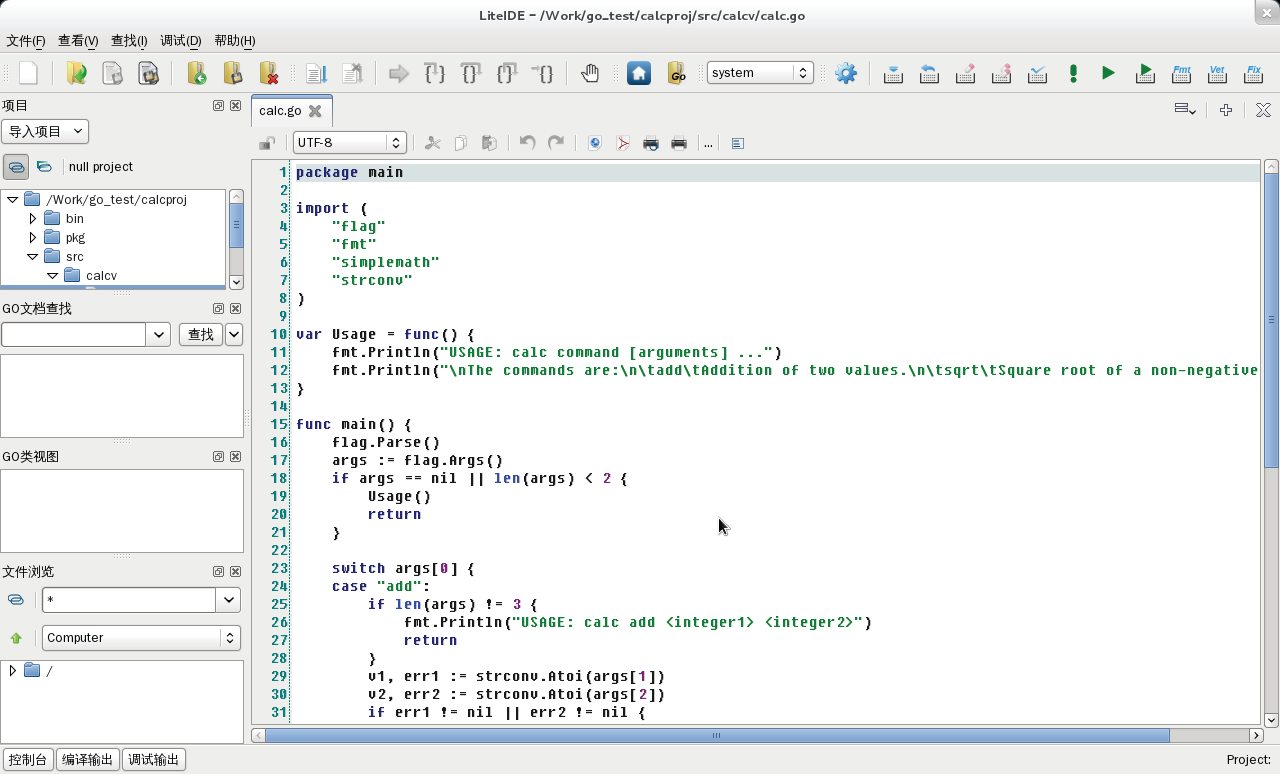 LiteIDE – /Work/go_test/calcproj/src/calcv/calc.go
文件(F) 查看(V) 查找(I) 调试(D) 帮助(H)
Go system Fmt Vet Fix
项目
导入项目
null project
/Work/go_test/calcproj
bin
pkg
src
calcv
GO文档查找
查找
GO类视图
文件浏览
*
Computer
/
calc.go
UTF-8 ...
1 package main
2
3 import (
4 "flag"
5 "fmt"
6 "simplemath"
7 "strconv"
8 )
9
10 var Usage = func() {
11 fmt.Println("USAGE: calc command [arguments] ...")
12 fmt.Println("\nThe commands are:\n\tadd\tAddition of two values.\n\tsqrt\tSquare root of a non-negative
13 }
14
15 func main() {
16 flag.Parse()
17 args := flag.Args()
18 if args == nil || len(args) < 2 {
19 Usage()
20 return
21 }
22
23 switch args[0] {
24 case "add":
25 if len(args) != 3 {
26 fmt.Println("USAGE: calc add <integer1> <integer2>")
27 return
28 }
29 v1, err1 := strconv.Atoi(args[1])
30 v2, err2 := strconv.Atoi(args[2])
31 if err1 != nil || err2 != nil {
控制台 编译输出 调试输出 Project: